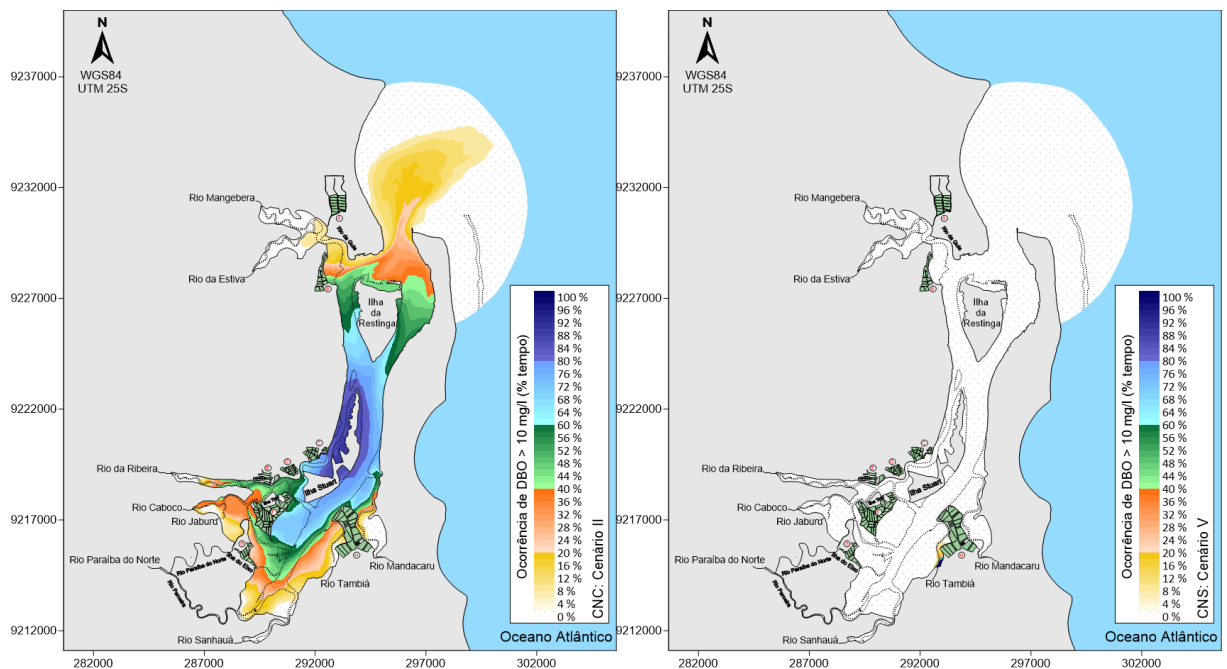 N
WGS84
UTM 25S
9237000
9232000
9227000
9222000
9217000
9212000
Rio Mangebera
Rio da Guia
Rio da Estiva
Ilha
da
Restinga
Rio da Ribeira
Ilha Stuart
Rio Caboco
Rio Jaburu
Rio Paraíba do Norte
Rio Paraíba do Norte
Rio Mandacaru
Rio Tambiá
Rio Sanhauá
Oceano Atlântico
Ocorrência de DBO > 10 mg/l (% tempo)
CNC: Cenário II
100 %
96 %
92 %
88 %
84 %
80 %
76 %
72 %
68 %
64 %
60 %
56 %
52 %
48 %
44 %
40 %
36 %
32 %
28 %
24 %
20 %
16 %
12 %
8 %
4 %
0 %
282000
287000
292000
297000
302000
N
WGS84
UTM 25S
9237000
9232000
9227000
9222000
9217000
9212000
Rio Mangebera
Rio da Guia
Rio da Estiva
Ilha
da
Restinga
Rio da Ribeira
Ilha Stuart
Rio Caboco
Rio Jaburu
Rio Paraíba do Norte
Rio Paraíba do Norte
Rio Mandacaru
Rio Tambiá
Rio Sanhauá
Oceano Atlântico
Ocorrência de DBO > 10 mg/l (% tempo)
CNS: Cenário V
100 %
96 %
92 %
88 %
84 %
80 %
76 %
72 %
68 %
64 %
60 %
56 %
52 %
48 %
44 %
40 %
36 %
32 %
28 %
24 %
20 %
16 %
12 %
8 %
4 %
0 %
282000
287000
292000
297000
302000